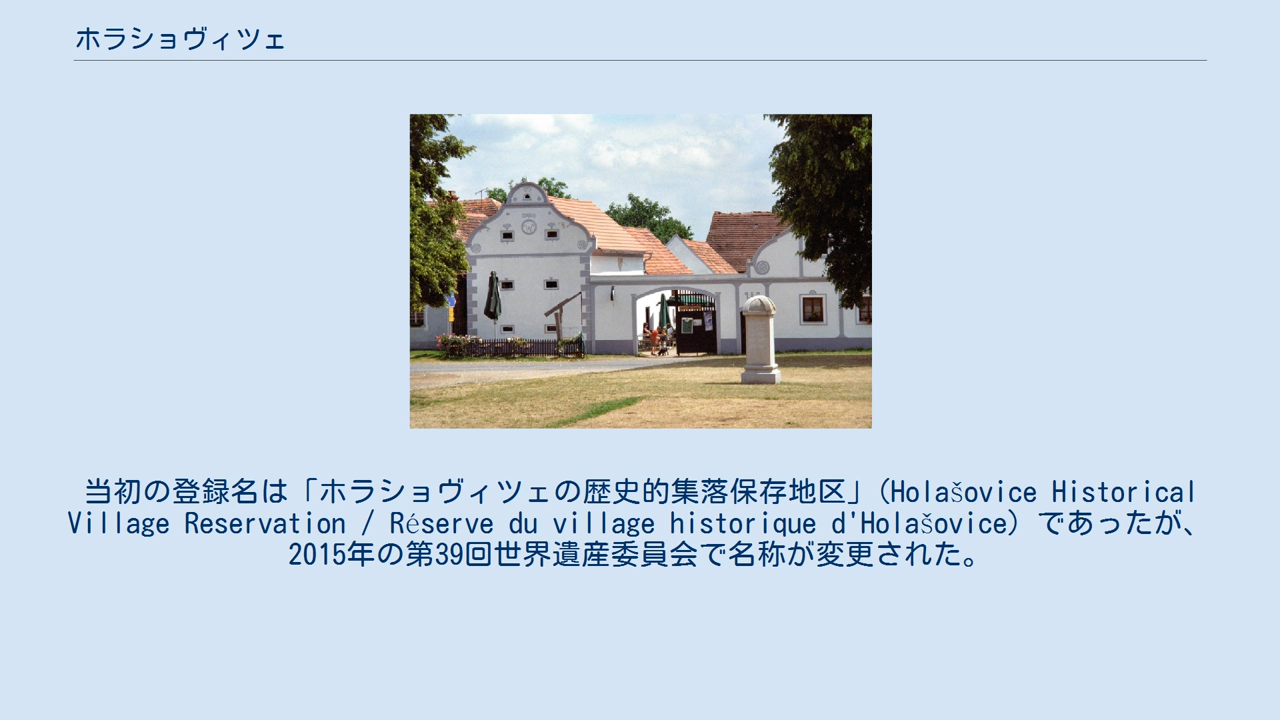 ホラショヴィツェ
当初の登録名は「ホラショヴィツェの歴史的集落保存地区」(Holašovice Historical
Village Reservation / Réserve du village historique d'Holašovice) であったが、
2015年の第39回世界遺産委員会で名称が変更された。